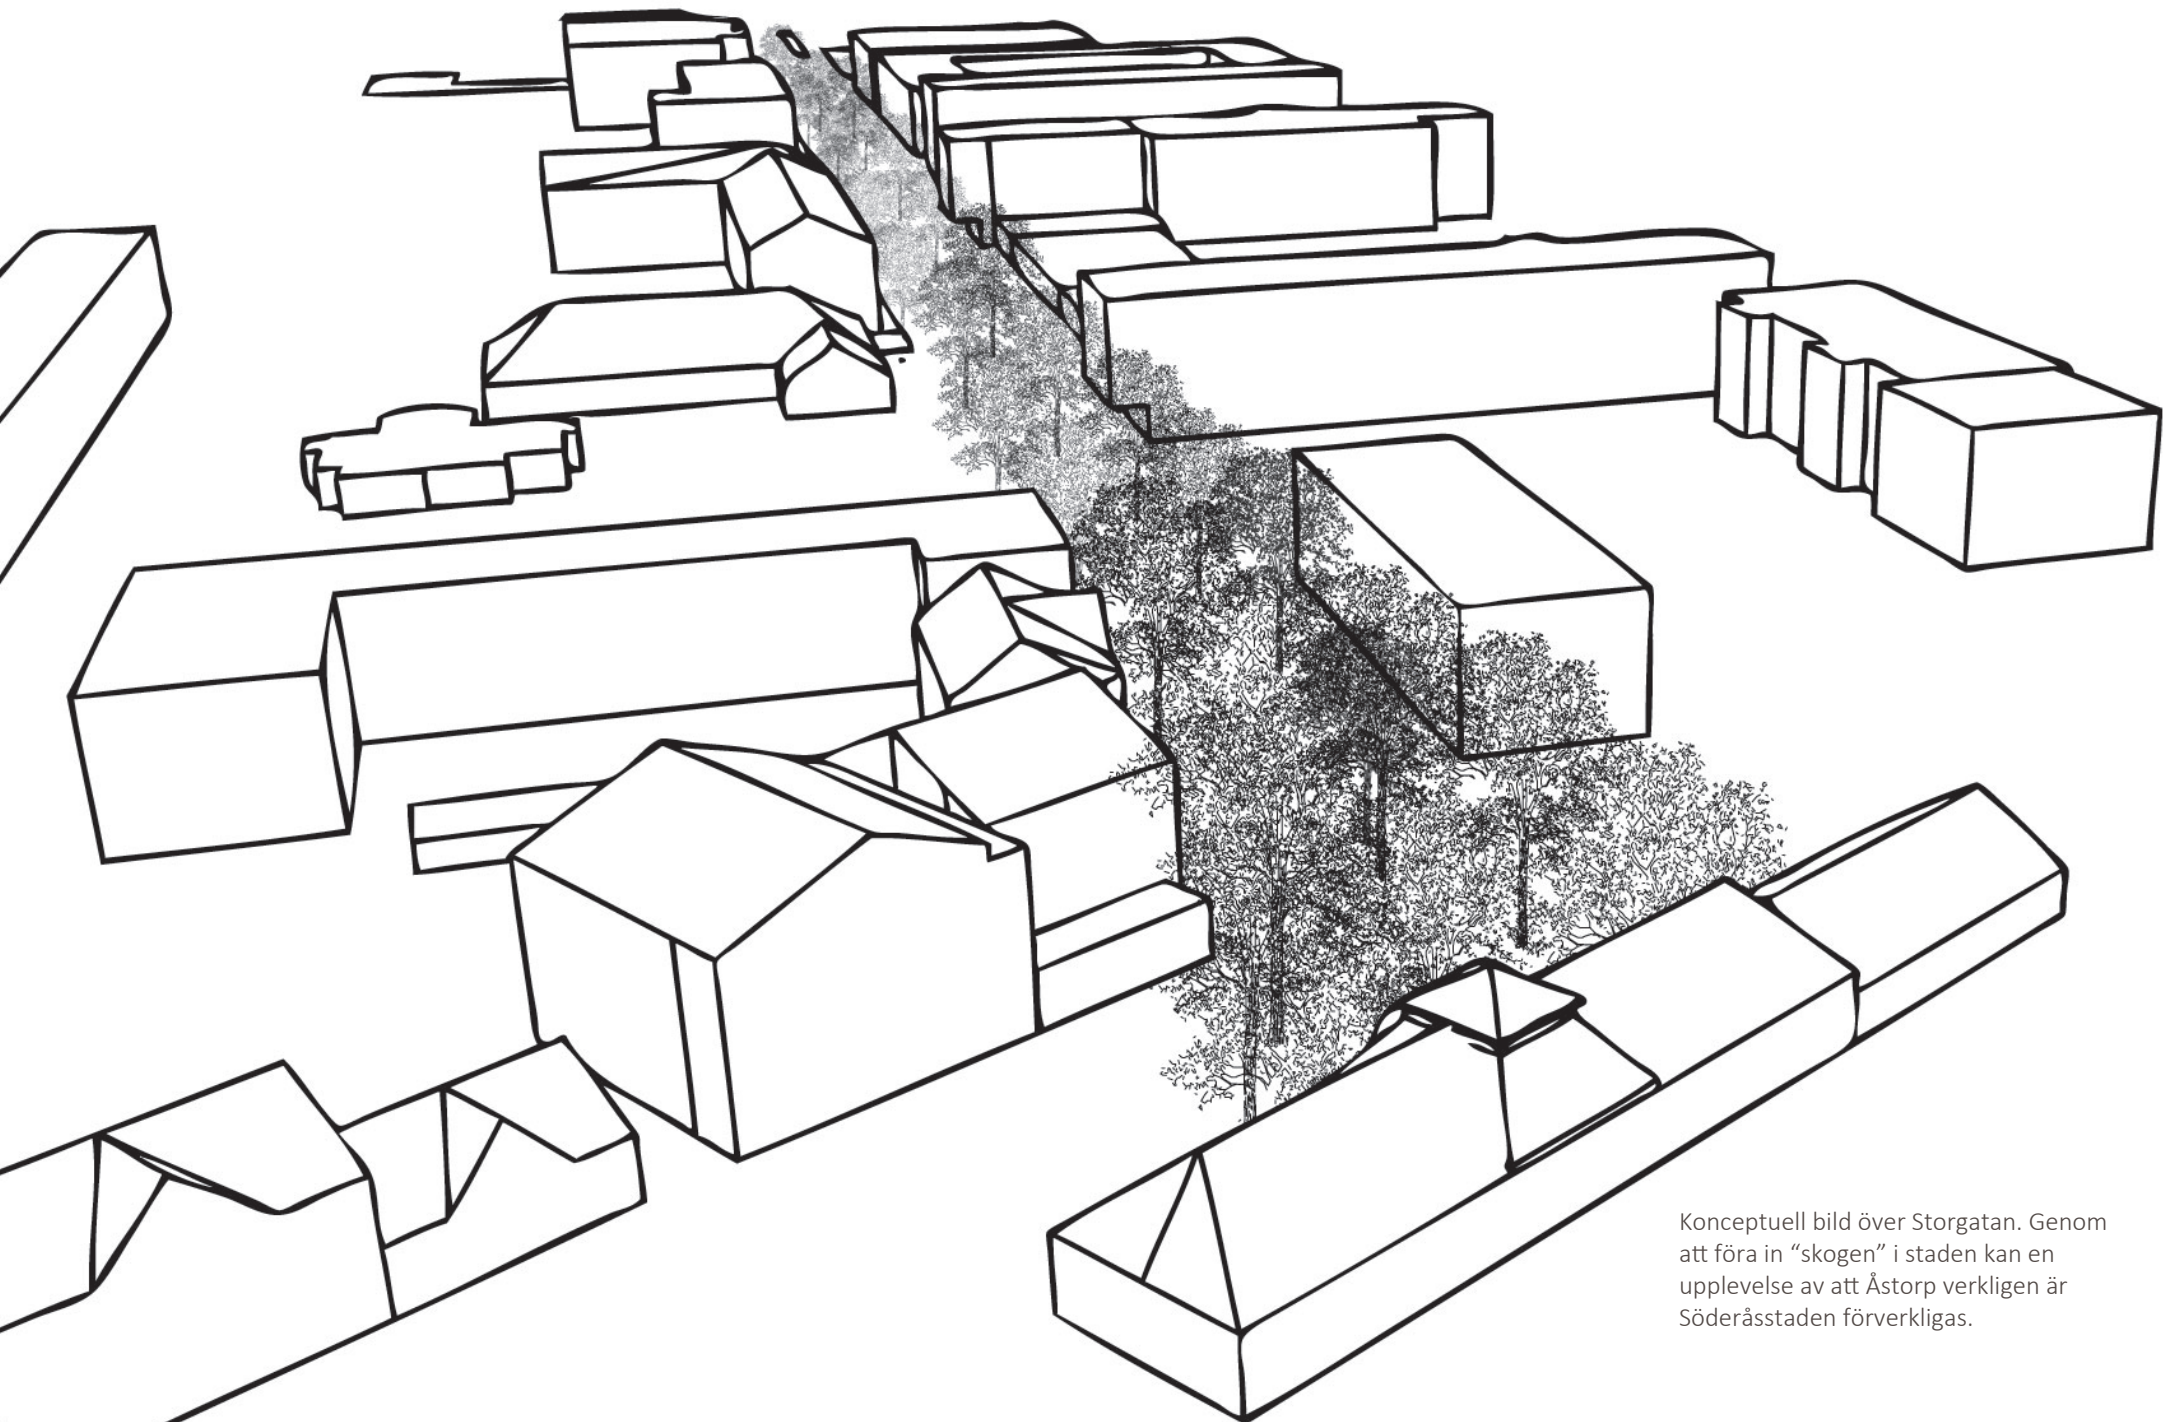 Konceptuell bild över Storgatan. Genom
att föra in “skogen” i staden kan en
upplevelse av att Åstorp verkligen är
Söderåsstaden förverkligas.